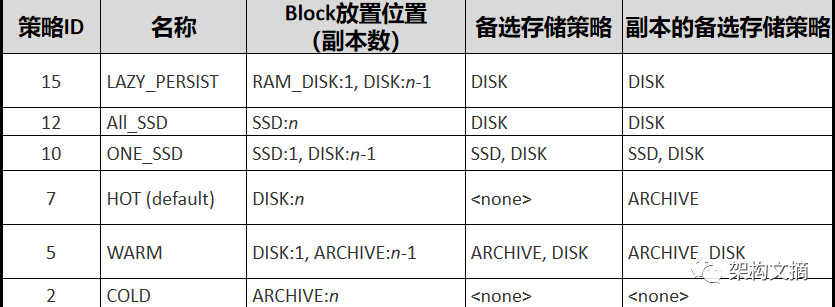 策略ID 名称 Block放置位置（副本数） 备选存储策略 副本的备选存储策略
15 LAZY_PERSIST RAM_DISK:1, DISK:n-1 DISK DISK
12 All_SSD SSD:n DISK DISK
10 ONE_SSD SSD:1, DISK:n-1 SSD, DISK SSD, DISK
7 HOT (default) DISK:n <none> ARCHIVE
5 WARM DISK:1, ARCHIVE:n-1 ARCHIVE, DISK ARCHIVE, DISK
2 COLD ARCHIVE:n <none> <none>
架构文摘